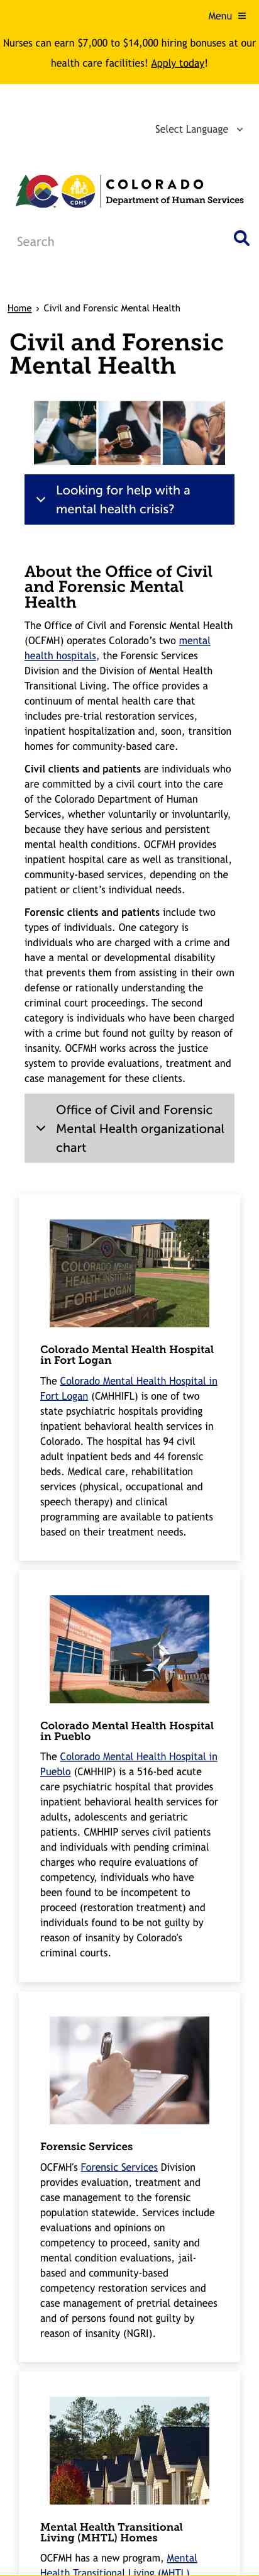 Menu
Nurses can earn $7,000 to $14,000 hiring bonuses at our
health care facilities! Apply today!
Select Language
CDHS
COLORADO
Department of Human Services
Search
Home › Civil and Forensic Mental Health
Civil and Forensic
Mental Health
Looking for help with a
mental health crisis?
About the Office of Civil
and Forensic Mental
Health
The Office of Civil and Forensic Mental Health
(OCFMH) operates Colorado’s two mental
health hospitals, the Forensic Services
Division and the Division of Mental Health
Transitional Living. The office provides a
continuum of mental health care that
includes pre-trial restoration services,
inpatient hospitalization and, soon, transition
homes for community-based care.
Civil clients and patients are individuals who
are committed by a civil court into the care
of the Colorado Department of Human
Services, whether voluntarily or involuntarily,
because they have serious and persistent
mental health conditions. OCFMH provides
inpatient hospital care as well as transitional,
community-based services, depending on the
patient or client’s individual needs.
Forensic clients and patients include two
types of individuals. One category is
individuals who are charged with a crime and
have a mental or developmental disability
that prevents them from assisting in their own
defense or rationally understanding the
criminal court proceedings. The second
category is individuals who have been charged
with a crime but found not guilty by reason of
insanity. OCFMH works across the justice
system to provide evaluations, treatment and
case management for these clients.
Office of Civil and Forensic
Mental Health organizational
chart
COLORADO MENTAL
HEALTH INSTITUTE
FORT LOGAN
Colorado Mental Health Hospital
in Fort Logan
The Colorado Mental Health Hospital in
Fort Logan (CMHHIFL) is one of two
state psychiatric hospitals providing
inpatient behavioral health services in
Colorado. The hospital has 94 civil
adult inpatient beds and 44 forensic
beds. Medical care, rehabilitation
services (physical, occupational and
speech therapy) and clinical
programming are available to patients
based on their treatment needs.
Colorado Mental Health Hospital
in Pueblo
The Colorado Mental Health Hospital in
Pueblo (CMHHIP) is a 516-bed acute
care psychiatric hospital that provides
inpatient behavioral health services for
adults, adolescents and geriatric
patients. CMHHIP serves civil patients
and individuals with pending criminal
charges who require evaluations of
competency, individuals who have
been found to be incompetent to
proceed (restoration treatment) and
individuals found to be not guilty by
reason of insanity by Colorado's
criminal courts.
Forensic Services
OCFMH's Forensic Services Division
provides evaluation, treatment and
case management to the forensic
population statewide. Services include
evaluations and opinions on
competency to proceed, sanity and
mental condition evaluations, jail-
based and community-based
competency restoration services and
case management of pretrial detainees
and of persons found not guilty by
reason of insanity (NGRI).
Mental Health Transitional
Living (MHTL) Homes
OCFMH has a new program, Mental
Health Transitional Living (MHTL)